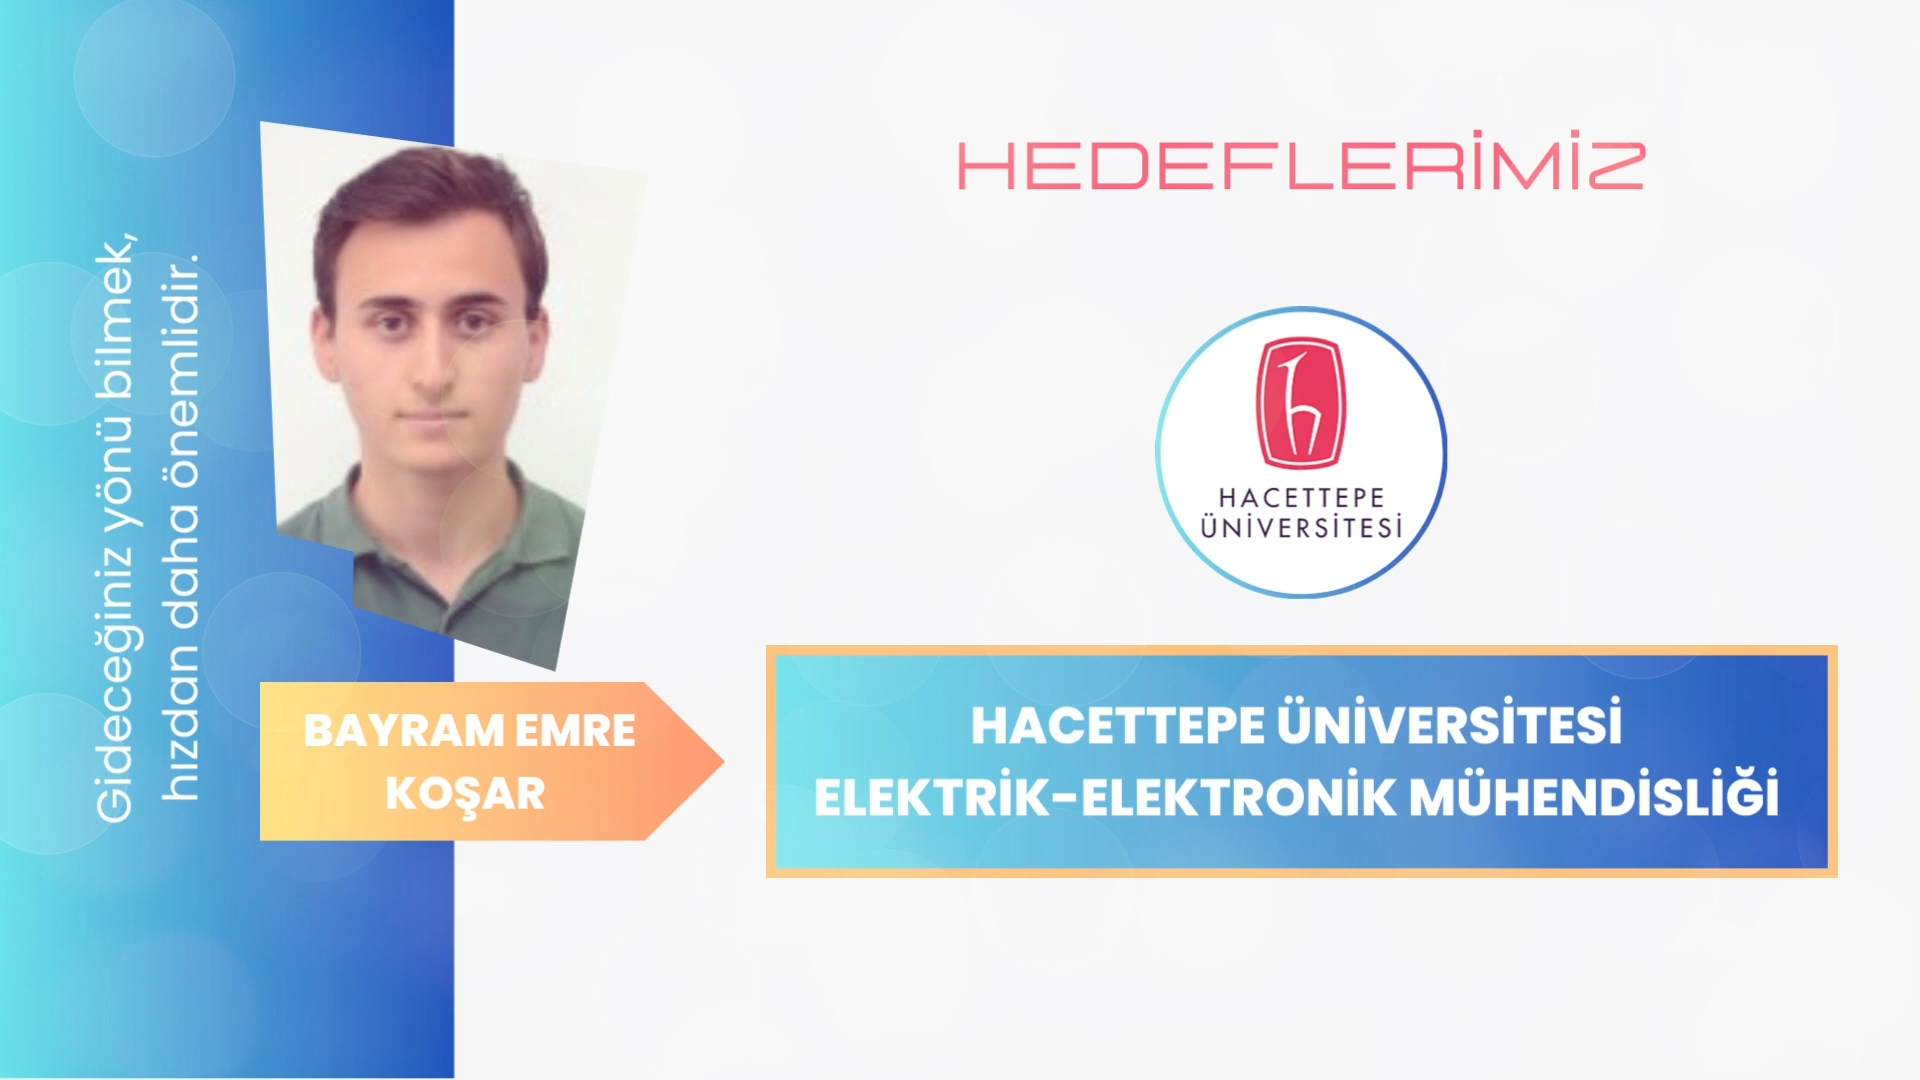 Gideceğiniz yönü bilmek,
hızdan daha önemlidir.
HEDEFLERİMİZ
HACETTEPE
ÜNİVERSİTESİ
BAYRAM EMRE
KOŞAR
HACETTEPE ÜNİVERSİTESİ
ELEKTRİK-ELEKTRONİK MÜHENDİSLİĞİ